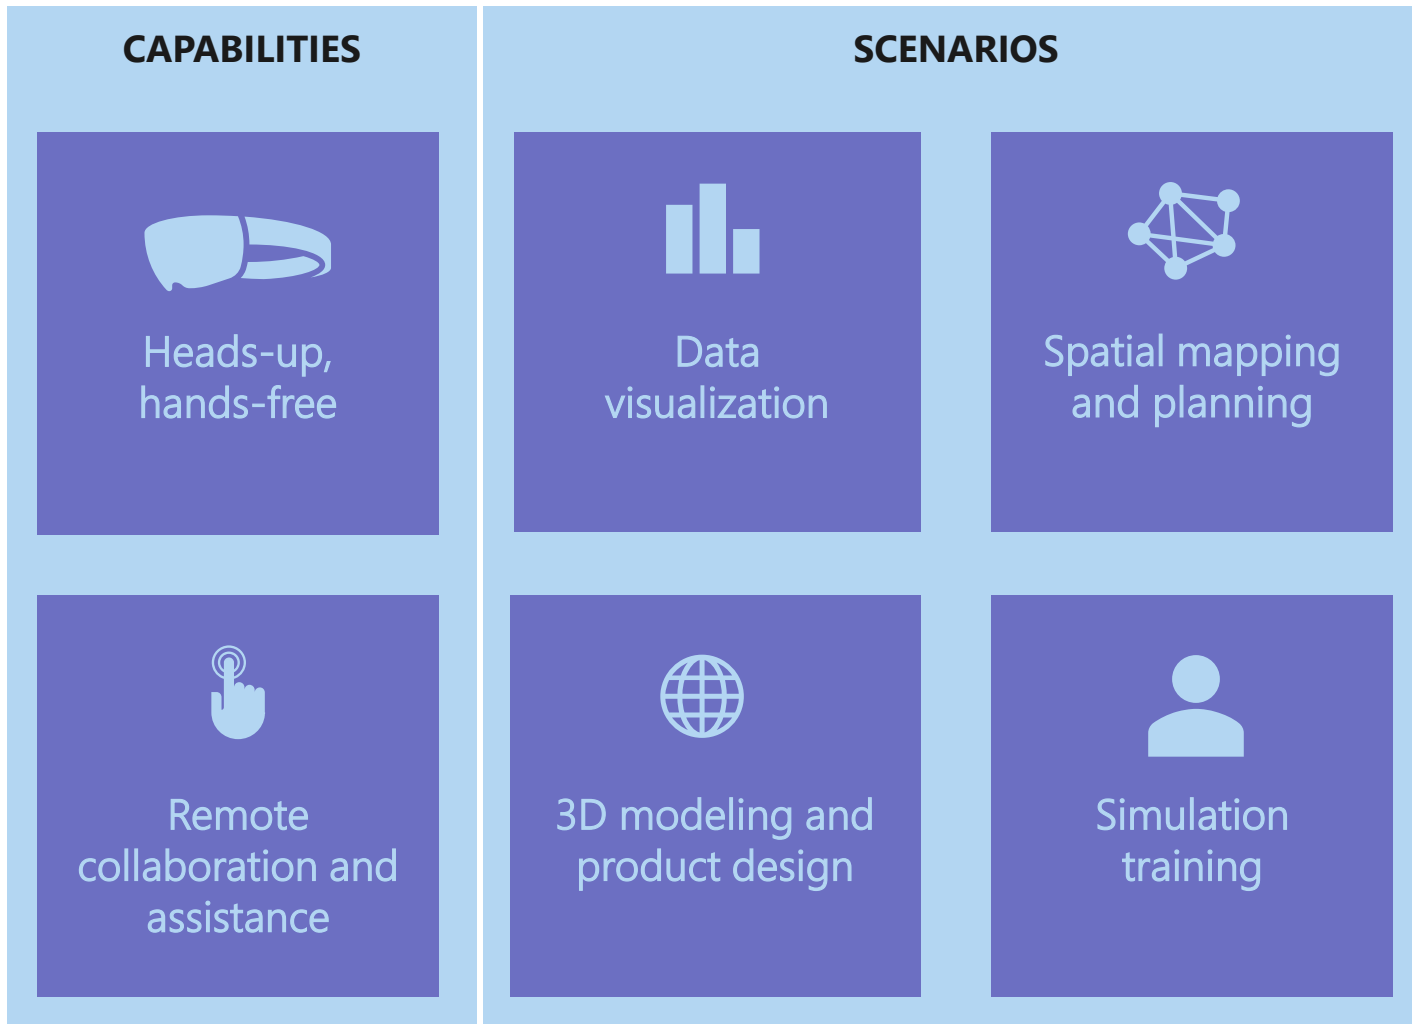 CAPABILITIES
Heads-up,
hands-free
Remote
collaboration and
assistance
SCENARIOS
Data
visualization
Spatial mapping
and planning
3D modeling and
product design
Simulation
training